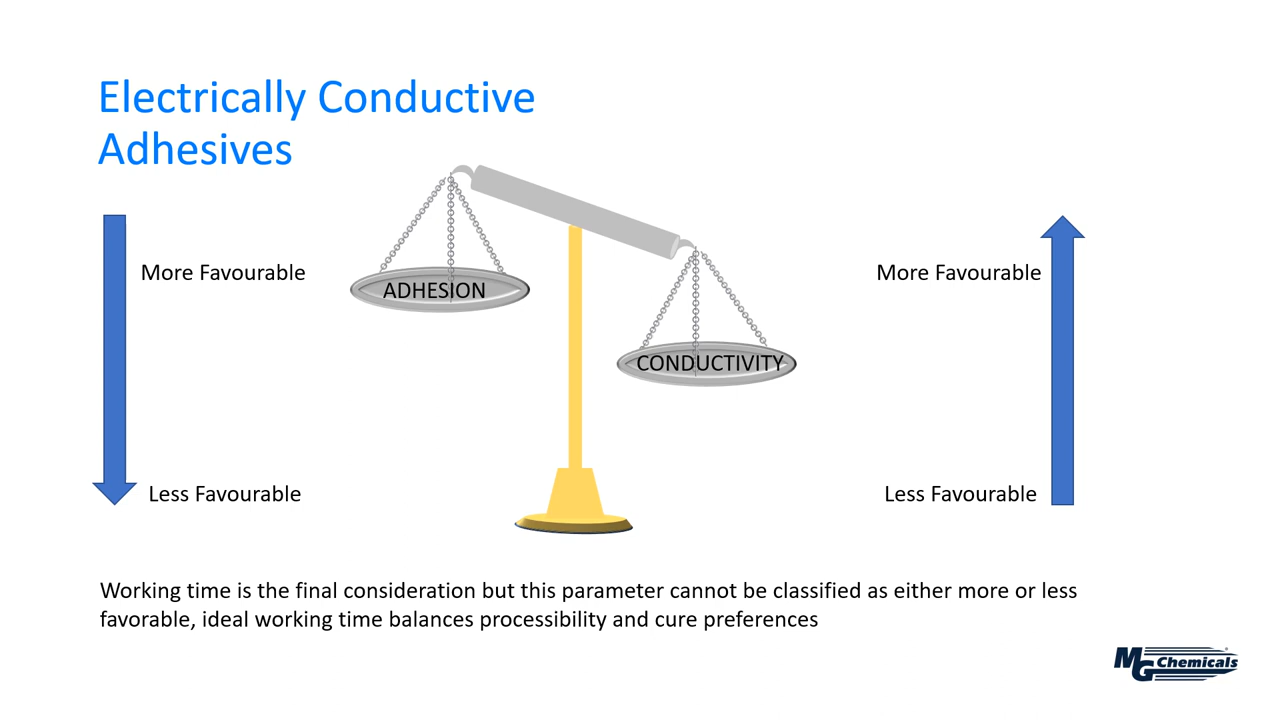 Electrically Conductive
Adhesives
More Favourable
ADHESION
More Favourable
CONDUCTIVITY
Less Favourable
Less Favourable
Working time is the final consideration but this parameter cannot be classified as either more or less
favorable, ideal working time balances processibility and cure preferences
MG Chemicals